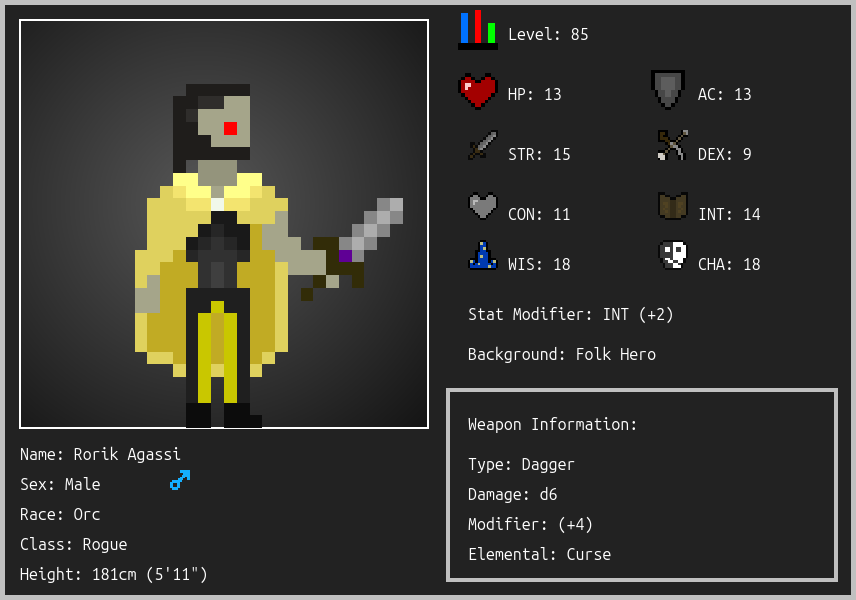 Level: 85
HP: 13
AC: 13
STR: 15
DEX: 9
CON: 11
INT: 14
WIS: 18
CHA: 18
Stat Modifier: INT (+2)
Background: Folk Hero
Weapon Information:
Type: Dagger
Damage: d6
Modifier: (+4)
Elemental: Curse
Name: Rorik Agassi
Sex: Male
Race: Orc
Class: Rogue
Height: 181cm (5'11")